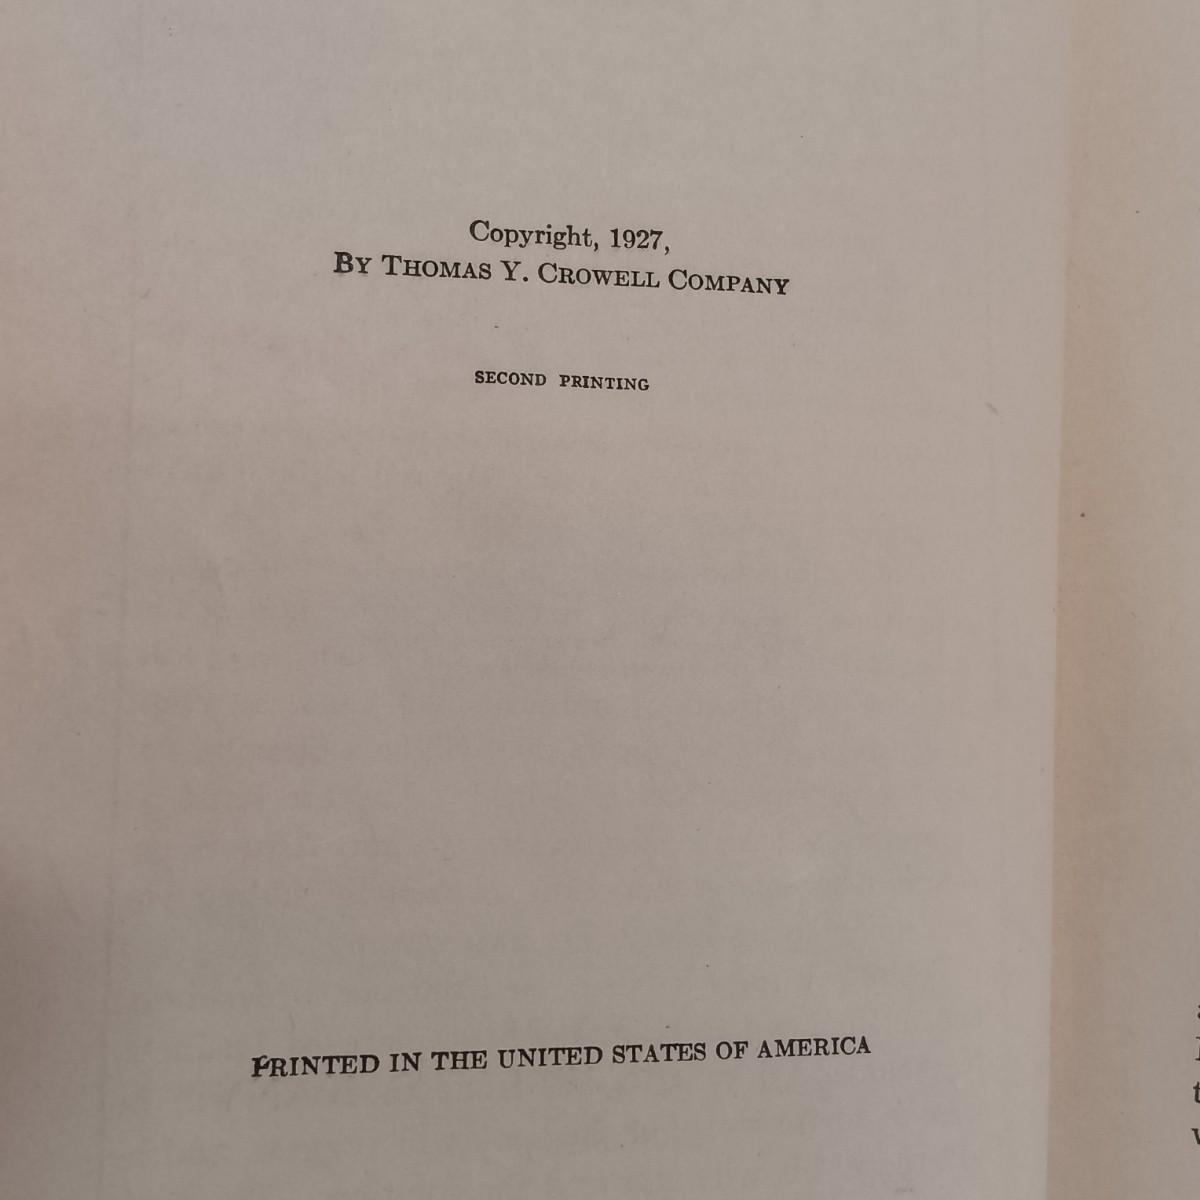 Copyright, 1927,
BY THOMAS Y. CROWELL COMPANY
SECOND PRINTING
PRINTED IN THE UNITED STATES OF AMERICA